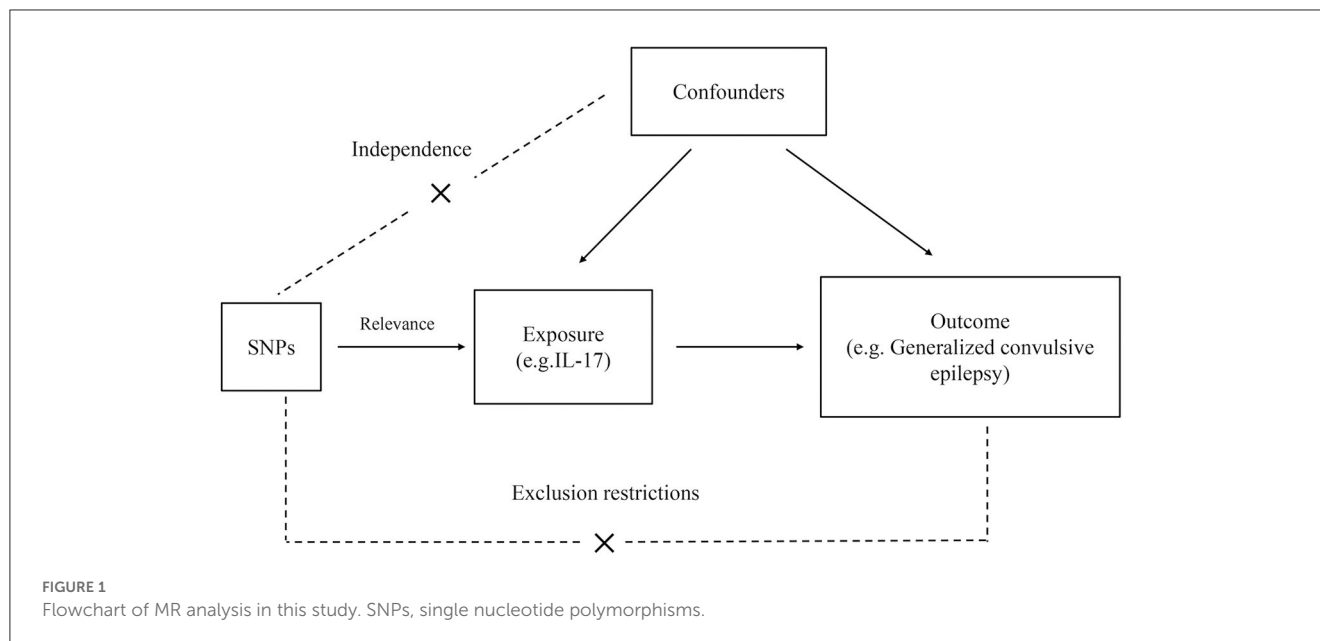 Confounders
Independence
Relevance
SNPs
Exposure
(e.g.IL-17)
Outcome
(e.g. Generalized convulsive
epilepsy)
Exclusion restrictions
FIGURE 1
Flowchart of MR analysis in this study. SNPs, single nucleotide polymorphisms.